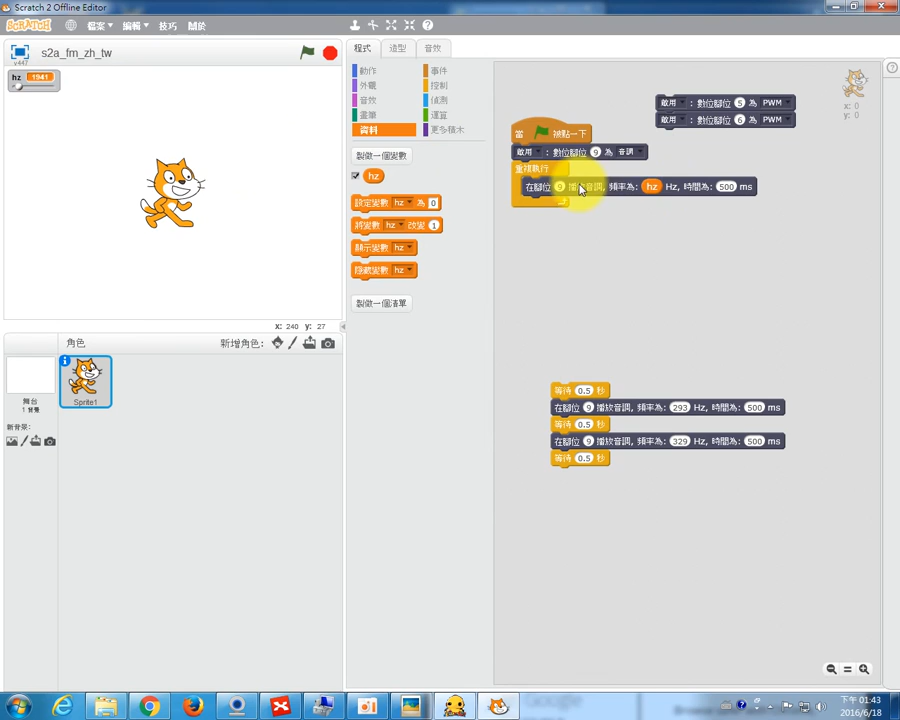 Scratch 2 Offline Editor
SCRATCH
檔案
編輯
技巧
關於
v447
s2a_fm_zh_tw
hz 1941
程式
造型
音效
動作
外觀
音效
畫筆
資料
事件
控制
偵測
運算
更多積木
製做一個變數
hz
設定變數 hz 為 0
將變數 hz 改變 1
顯示變數 hz
隱藏變數 hz
製做一個清單
x: 0
y: 0
啟用 : 數位腳位 5 為 PWM
啟用 : 數位腳位 6 為 PWM
當 被點一下
啟用 : 數位腳位 9 為 音調
重複執行
在腳位 9 播放音調, 頻率為: hz Hz, 時間為: 500 ms
等待 0.5 秒
在腳位 9 播放音調, 頻率為: 293 Hz, 時間為: 500 ms
等待 0.5 秒
在腳位 9 播放音調, 頻率為: 329 Hz, 時間為: 500 ms
等待 0.5 秒
x: 240 y: 27
角色
新增角色:
舞台
1 背景
新背景:
Sprite1
下午 01:43
2016/6/18